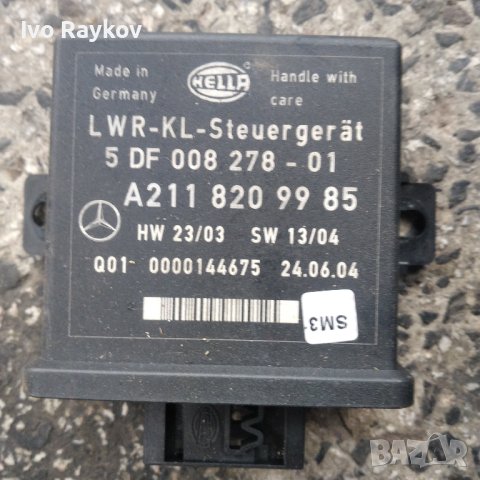 Ivo Raykov
Made in
Germany
HELLA
Handle with
care
LWR-KL-Steuergerät
5 DF 008 278 - 01
A211 820 99 85
HW 23/03 SW 13/04
Q01 0000144675 24.06.04
SM3
BAZAR